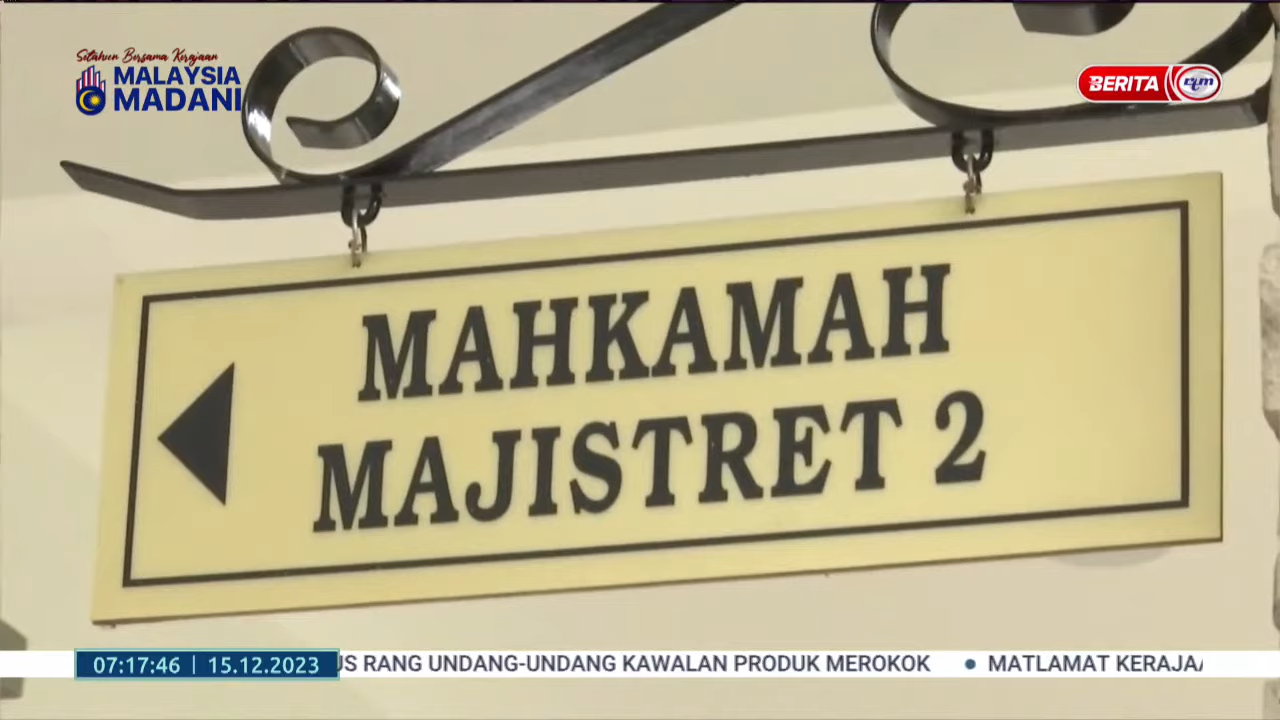 Setahun Bersama Kerajaan
MALAYSIA
MADANI
BERITA rtm
MAHKAMAH
MAJISTRET 2
07:17:46 | 15.12.2023
RANG UNDANG-UNDANG KAWALAN PRODUK MEROKOK • MATLAMAT